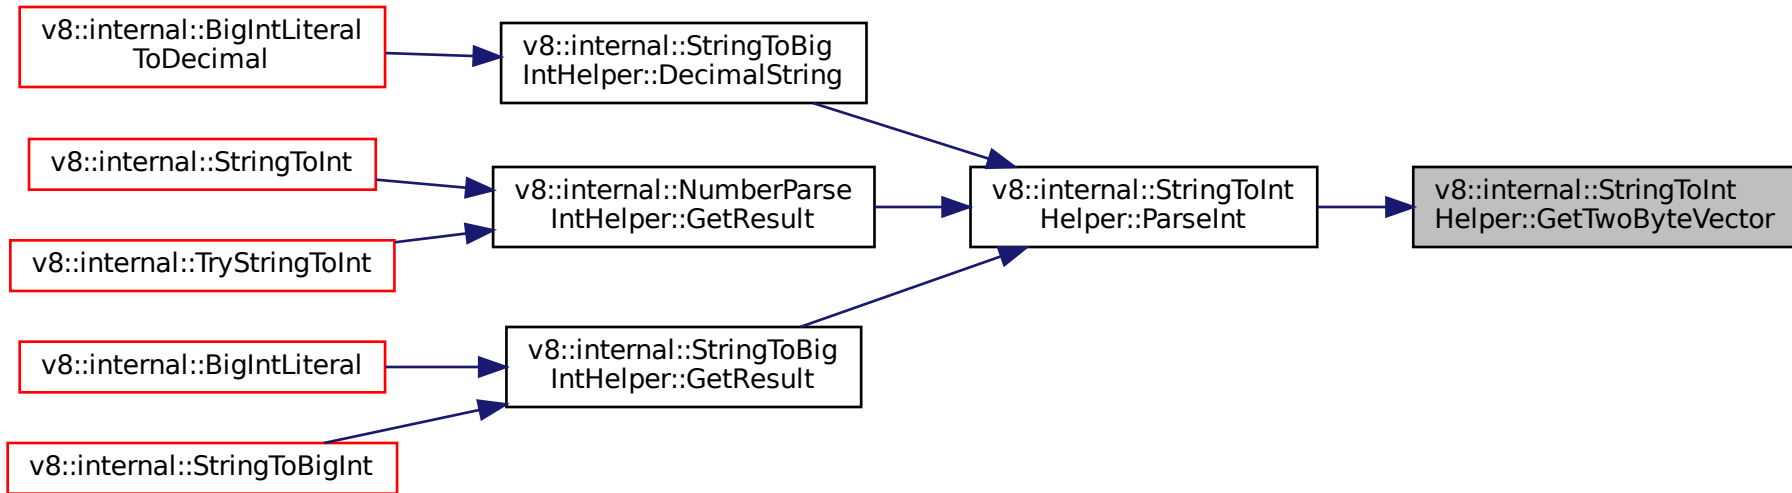 v8::internal::BigIntLiteral
ToDecimal
v8::internal::StringToBig
IntHelper::DecimalString
v8::internal::StringToInt
v8::internal::NumberParse
IntHelper::GetResult
v8::internal::StringToInt
Helper::ParseInt
v8::internal::StringToInt
Helper::GetTwoByteVector
v8::internal::TryStringToInt
v8::internal::BigIntLiteral
v8::internal::StringToBig
IntHelper::GetResult
v8::internal::StringToBigInt